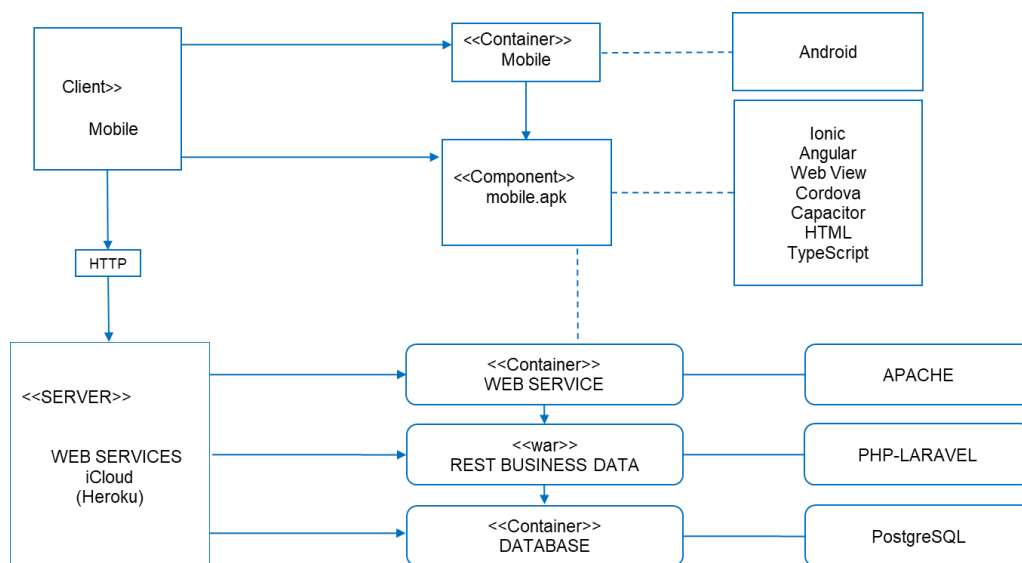 Client>>
Mobile
<<Container>>
Mobile
Android
<<Component>>
mobile.apk
Ionic
Angular
Web View
Cordova
Capacitor
HTML
TypeScript
HTTP
<<SERVER>>
WEB SERVICES
iCloud
(Heroku)
<<Container>>
WEB SERVICE
APACHE
<<war>>
REST BUSINESS DATA
PHP-LARAVEL
<<Container>>
DATABASE
PostgreSQL